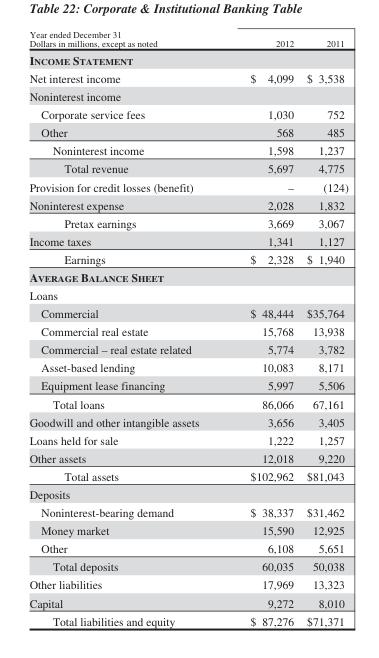 Table 22: Corporate & Institutional Banking Table
Year ended December 31
Dollars in millions, except as noted 2012 2011
INCOME STATEMENT
Net interest income $ 4,099 $ 3,538
Noninterest income
Corporate service fees 1,030 752
Other 568 485
Noninterest income 1,598 1,237
Total revenue 5,697 4,775
Provision for credit losses (benefit) – (124)
Noninterest expense 2,028 1,832
Pretax earnings 3,669 3,067
Income taxes 1,341 1,127
Earnings $ 2,328 $ 1,940
AVERAGE BALANCE SHEET
Loans
Commercial $ 48,444 $35,764
Commercial real estate 15,768 13,938
Commercial – real estate related 5,774 3,782
Asset-based lending 10,083 8,171
Equipment lease financing 5,997 5,506
Total loans 86,066 67,161
Goodwill and other intangible assets 3,656 3,405
Loans held for sale 1,222 1,257
Other assets 12,018 9,220
Total assets $102,962 $81,043
Deposits
Noninterest-bearing demand $ 38,337 $31,462
Money market 15,590 12,925
Other 6,108 5,651
Total deposits 60,035 50,038
Other liabilities 17,969 13,323
Capital 9,272 8,010
Total liabilities and equity $ 87,276 $71,371